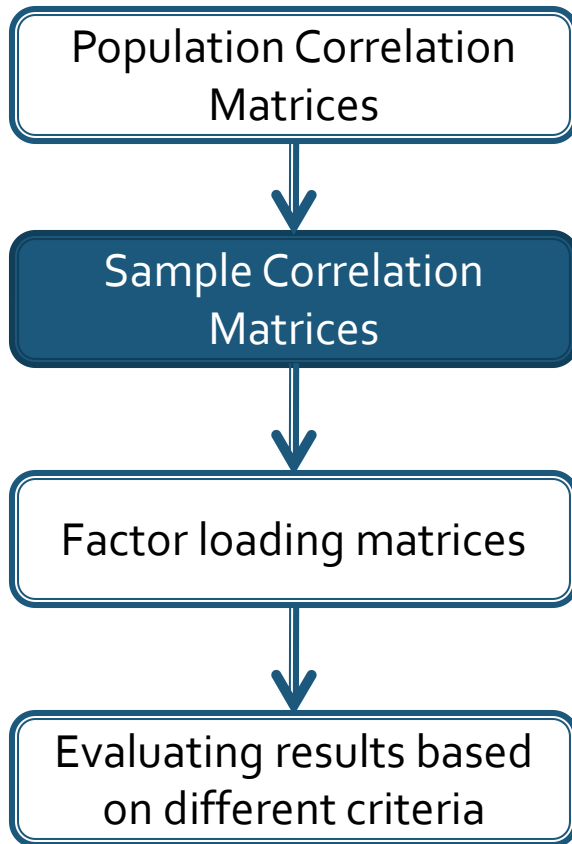 Population Correlation
Matrices
Sample Correlation
Matrices
Factor loading matrices
Evaluating results based
on different criteria